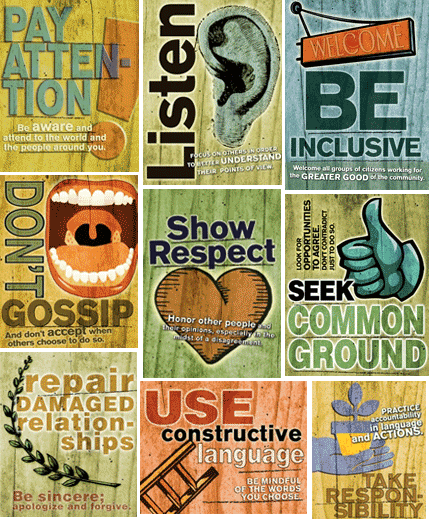 PAY
ATTEN-
TION
Be aware and
attend to the world and
the people around you.
Listen
FOCUS ON OTHERS IN ORDER
TO BETTER UNDERSTAND
THEIR POINTS OF VIEW.
WELCOME
BE
INCLUSIVE
Welcome all groups of citizens working for
the GREATER GOOD of the community.
DON'T
GOSSIP
And don't accept when
others choose to do so.
Show
Respect
Honor other people and
their opinions, especially in the
midst of a disagreement.
LOOK FOR
OPPORTUNITIES
TO AGREE.
DON'T CONTRADICT
JUST TO DO SO.
SEEK
COMMON
GROUND
repair
DAMAGED
relation-
ships
Be sincere;
apologize and forgive.
USE
constructive
language
BE MINDFUL
OF THE WORDS
YOU CHOOSE.
PRACTICE
accountability
in language
and ACTIONS.
TAKE
RESPON-
SIBILITY